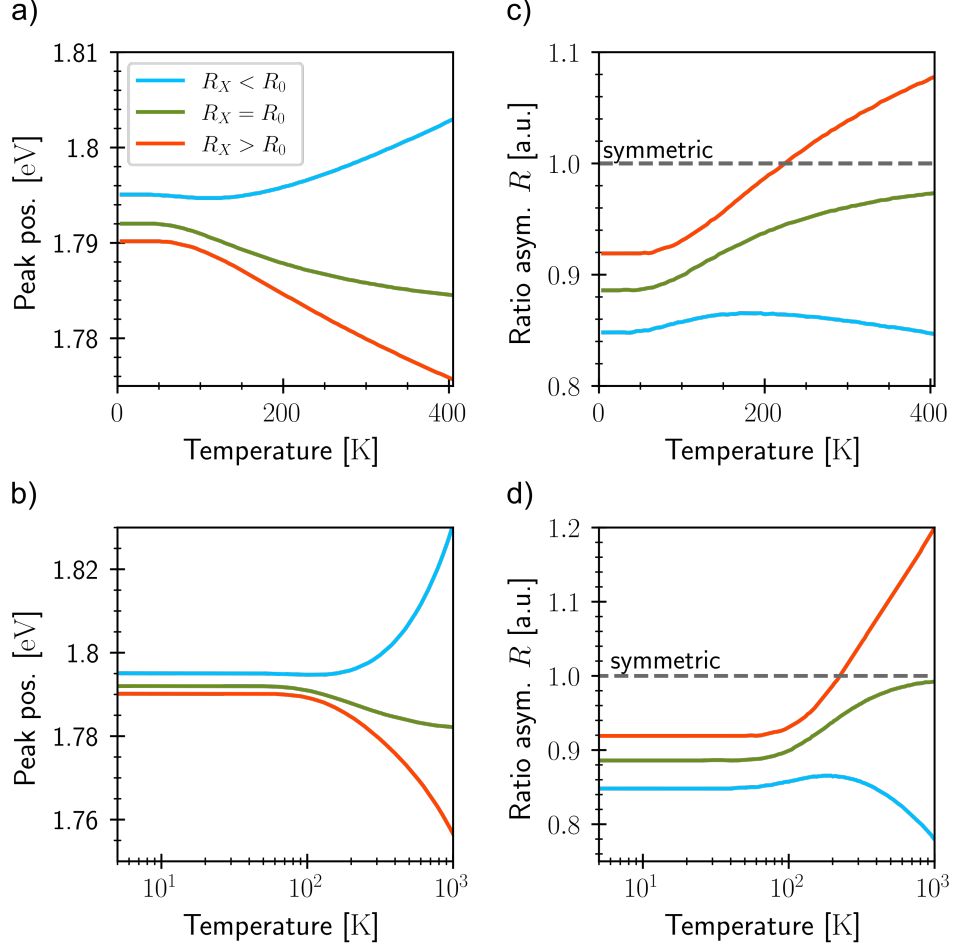 a)
1.81
1.8
1.79
1.78
Peak pos. [eV]
R_X < R_0
R_X = R_0
R_X > R_0
0
200
400
Temperature [K]
c)
1.1
1.0
0.9
0.8
Ratio asym. R [a.u.]
symmetric
0
200
400
Temperature [K]
b)
1.82
1.8
1.78
1.76
Peak pos. [eV]
10^1
10^2
10^3
Temperature [K]
d)
1.2
1.1
1.0
0.9
0.8
Ratio asym. R [a.u.]
symmetric
10^1
10^2
10^3
Temperature [K]